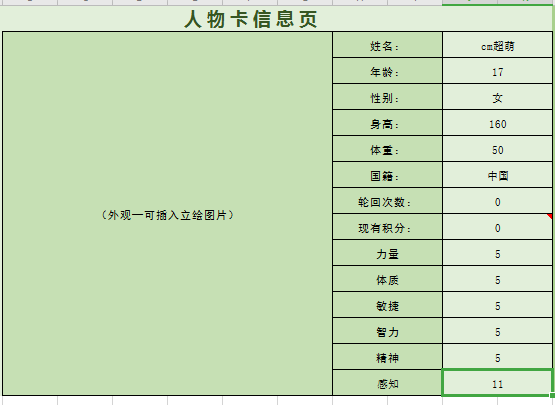 人物卡信息页
(外观一可插入立绘图片)
姓名: cm超萌
年龄: 17
性别: 女
身高: 160
体重: 50
国籍: 中国
轮回次数: 0
现有积分: 0
力量 5
体质 5
敏捷 5
智力 5
精神 5
感知 11